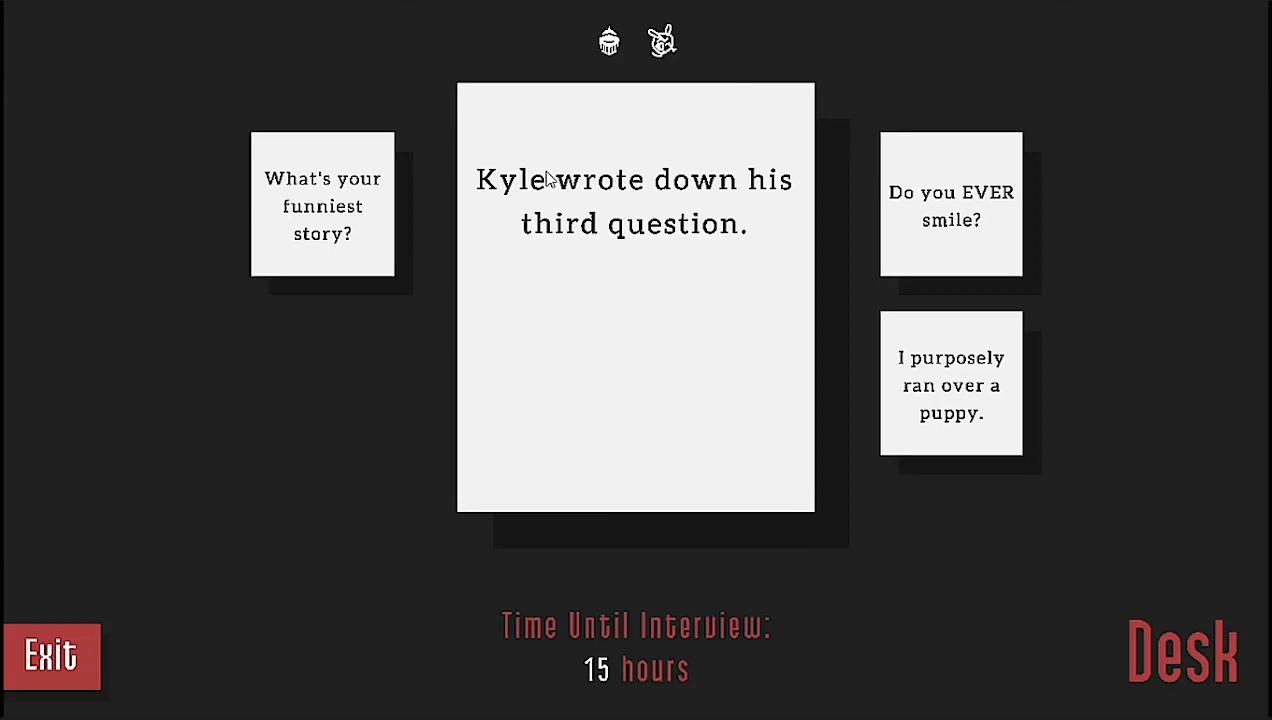 What's your
funniest
story?
Kyle wrote down his
third question.
Do you EVER
smile?
I purposely
ran over a
puppy.
Time Until Interview:
15 hours
Exit
Desk